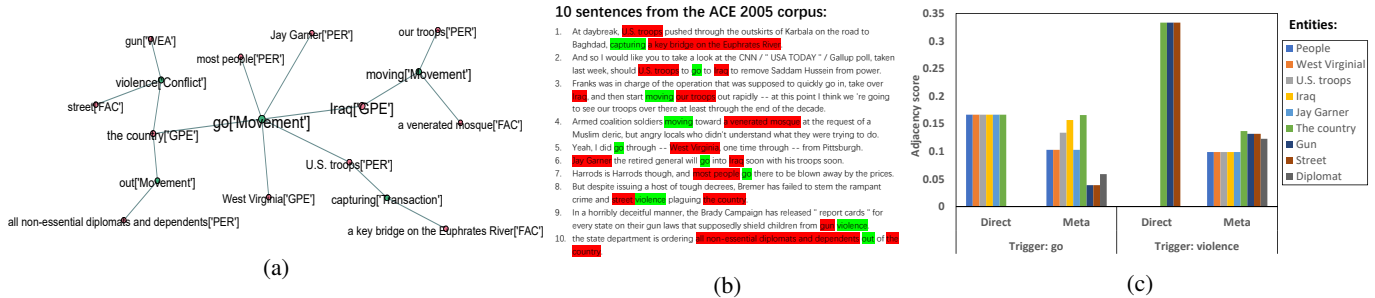 gun['WEA']
violence['Conflict']
street['FAC']
the country['GPE']
out['Movement']
all non-essential diplomats and dependents['PER']
most people['PER']
Jay Garner['PER']
our troops['PER']
moving['Movement']
Iraq['GPE']
go['Movement']
a venerated mosque['FAC']
U.S. troops['PER']
West Virginia['GPE']
capturing['Transaction']
a key bridge on the Euphrates River['FAC']
(a)
10 sentences from the ACE 2005 corpus:
1. At daybreak, U.S. troops pushed through the outskirts of Karbala on the road to
Baghdad, capturing a key bridge on the Euphrates River.
2. And so I would like you to take a look at the CNN / " USA TODAY " / Gallup poll, taken
last week, should U.S. troops to go to Iraq to remove Saddam Hussein from power.
3. Franks was in charge of the operation that was supposed to quickly go in, take over
Iraq, and then start moving our troops out rapidly -- at this point I think we 're going
to see our troops over there at least through the end of the decade.
4. Armed coalition soldiers moving toward a venerated mosque at the request of a
Muslim cleric, but angry locals who didn't understand what they were trying to do.
5. Yeah, I did go through -- West Virginia, one time through -- from Pittsburgh.
6. Jay Garner the retired general will go into Iraq soon with his troops soon.
7. Harrods is Harrods though, and most people go there to be blown away by the prices.
8. But despite issuing a host of tough decrees, Bremer has failed to stem the rampant
crime and street violence plaguing the country.
9. In a horribly deceitful manner, the Brady Campaign has released " report cards " for
every state on their gun laws that supposedly shield children from gun violence
10. the state department is ordering all non-essential diplomats and dependents out of the
country.
(b)
Adjacency score
0.35
0.3
0.25
0.2
0.15
0.1
0.05
0
Direct
Meta
Direct
Meta
Trigger: go
Trigger: violence
Entities:
People
West Virginial
U.S. troops
Iraq
Jay Garner
The country
Gun
Street
Diplomat
(c)